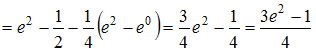 = e² − 1/2 − 1/4(e² − e⁰) = 3/4 e² − 1/4 = (3e² − 1)/4